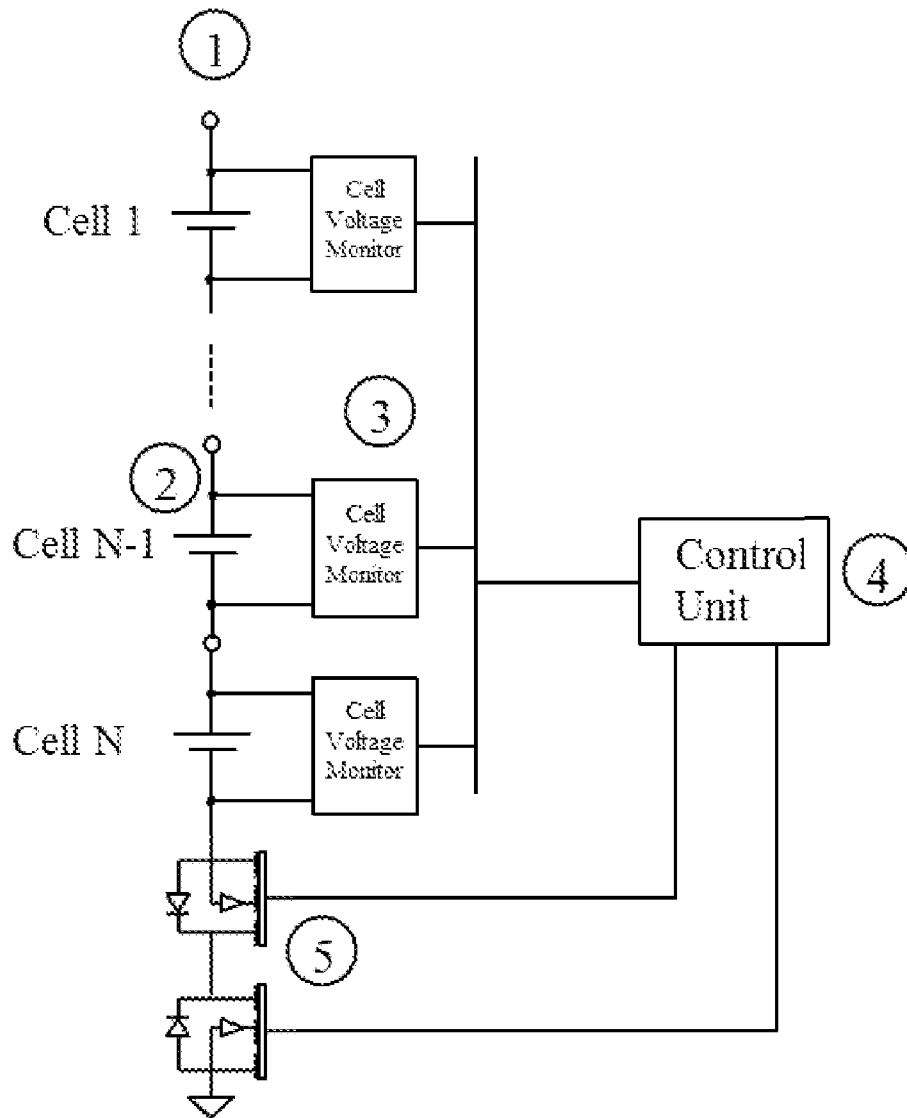 1
Cell 1
Cell
Voltage
Monitor
3
2
Cell N-1
Cell
Voltage
Monitor
Control
Unit
4
Cell N
Cell
Voltage
Monitor
5